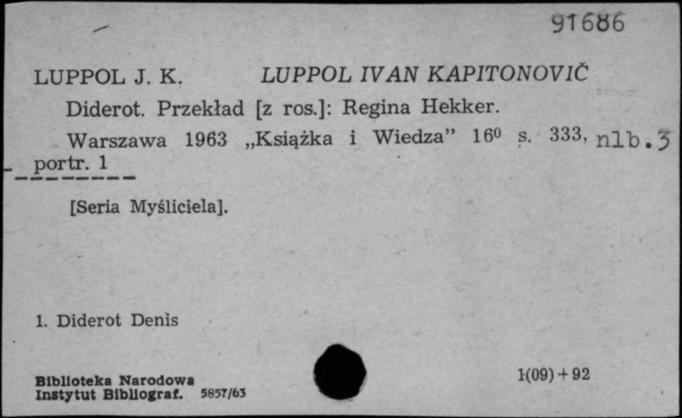 91686
LUPPOL J. K. LUPPOL IVAN KAPITONOVIČ
Diderot. Przekład [z ros.]: Regina Hekker.
Warszawa 1963 „Książka i Wiedza” 16⁰ s. 333, nlb. 3
portr. 1
[Seria Myśliciela].
1. Diderot Denis
Biblioteka Narodowa
Instytut Bibliograf. 5857/63
1(09) + 92